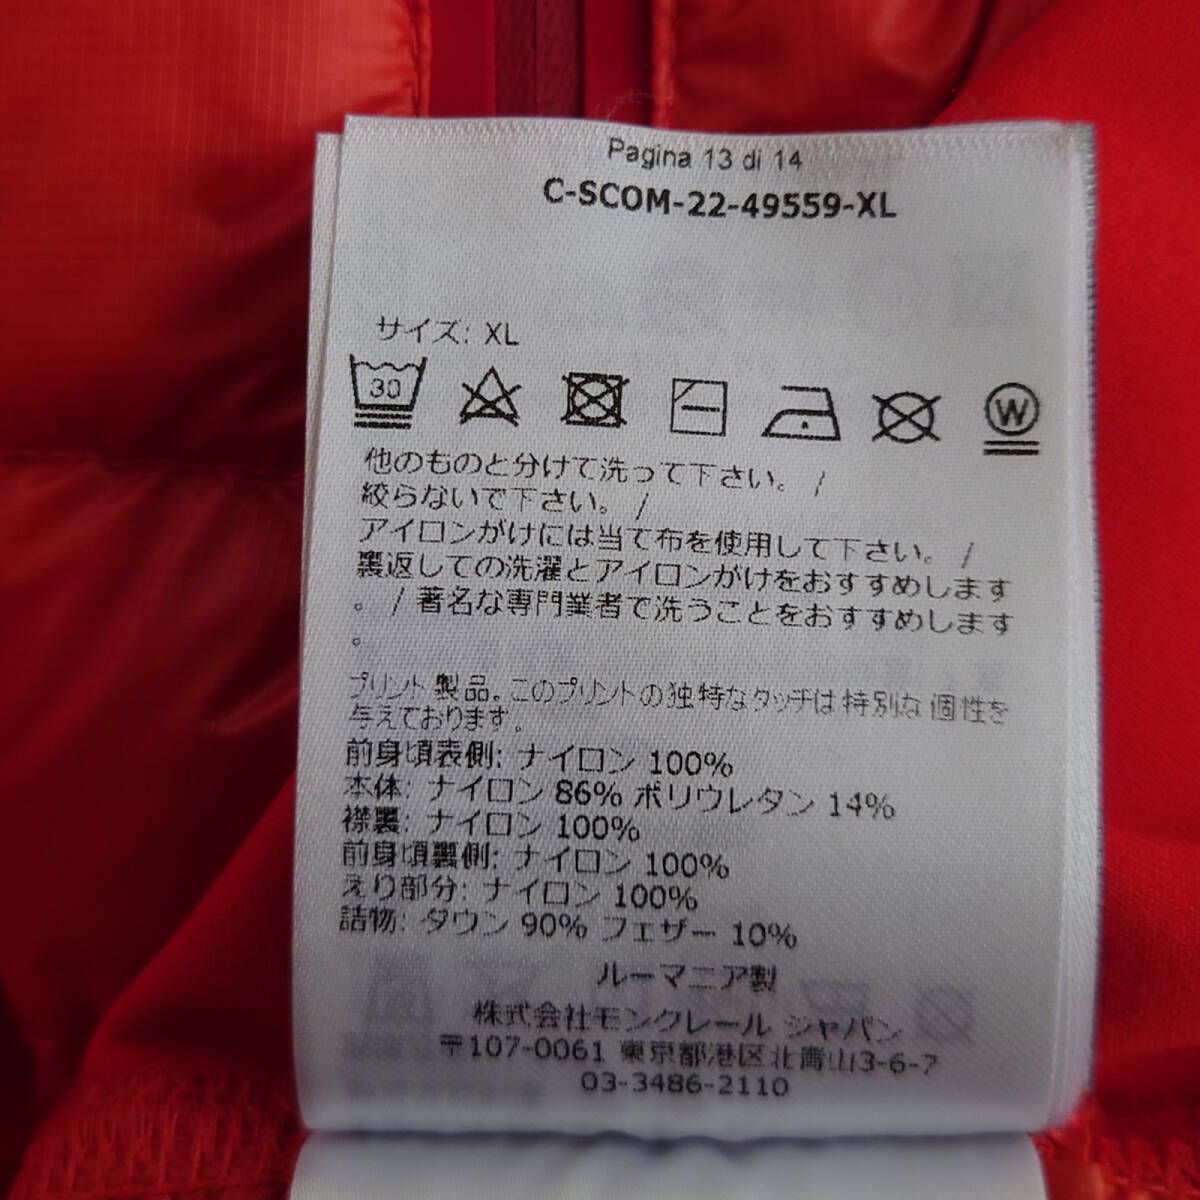 Pagina 13 di 14
C-SCOM-22-49559-XL
サイズ: XL
30
W
他のものと分けて洗って下さい。 /
絞らないで下さい。 /
アイロンがけには当て布を使用して下さい。 /
裏返しての洗濯とアイロンがけをおすすめします
。 / 著名な専門業者で洗うことをおすすめします
。
プリント製品。このプリントの独特なタッチは特別な個性を
与えております。
前身頃表側: ナイロン 100%
本体: ナイロン 86% ポリウレタン 14%
襟裏: ナイロン 100%
前身頃裏側: ナイロン 100%
えり部分: ナイロン 100%
詰物: ダウン 90% フェザー 10%
ルーマニア製
株式会社モンクレール ジャパン
〒107-0061 東京都港区北青山3-6-7
03-3486-2110